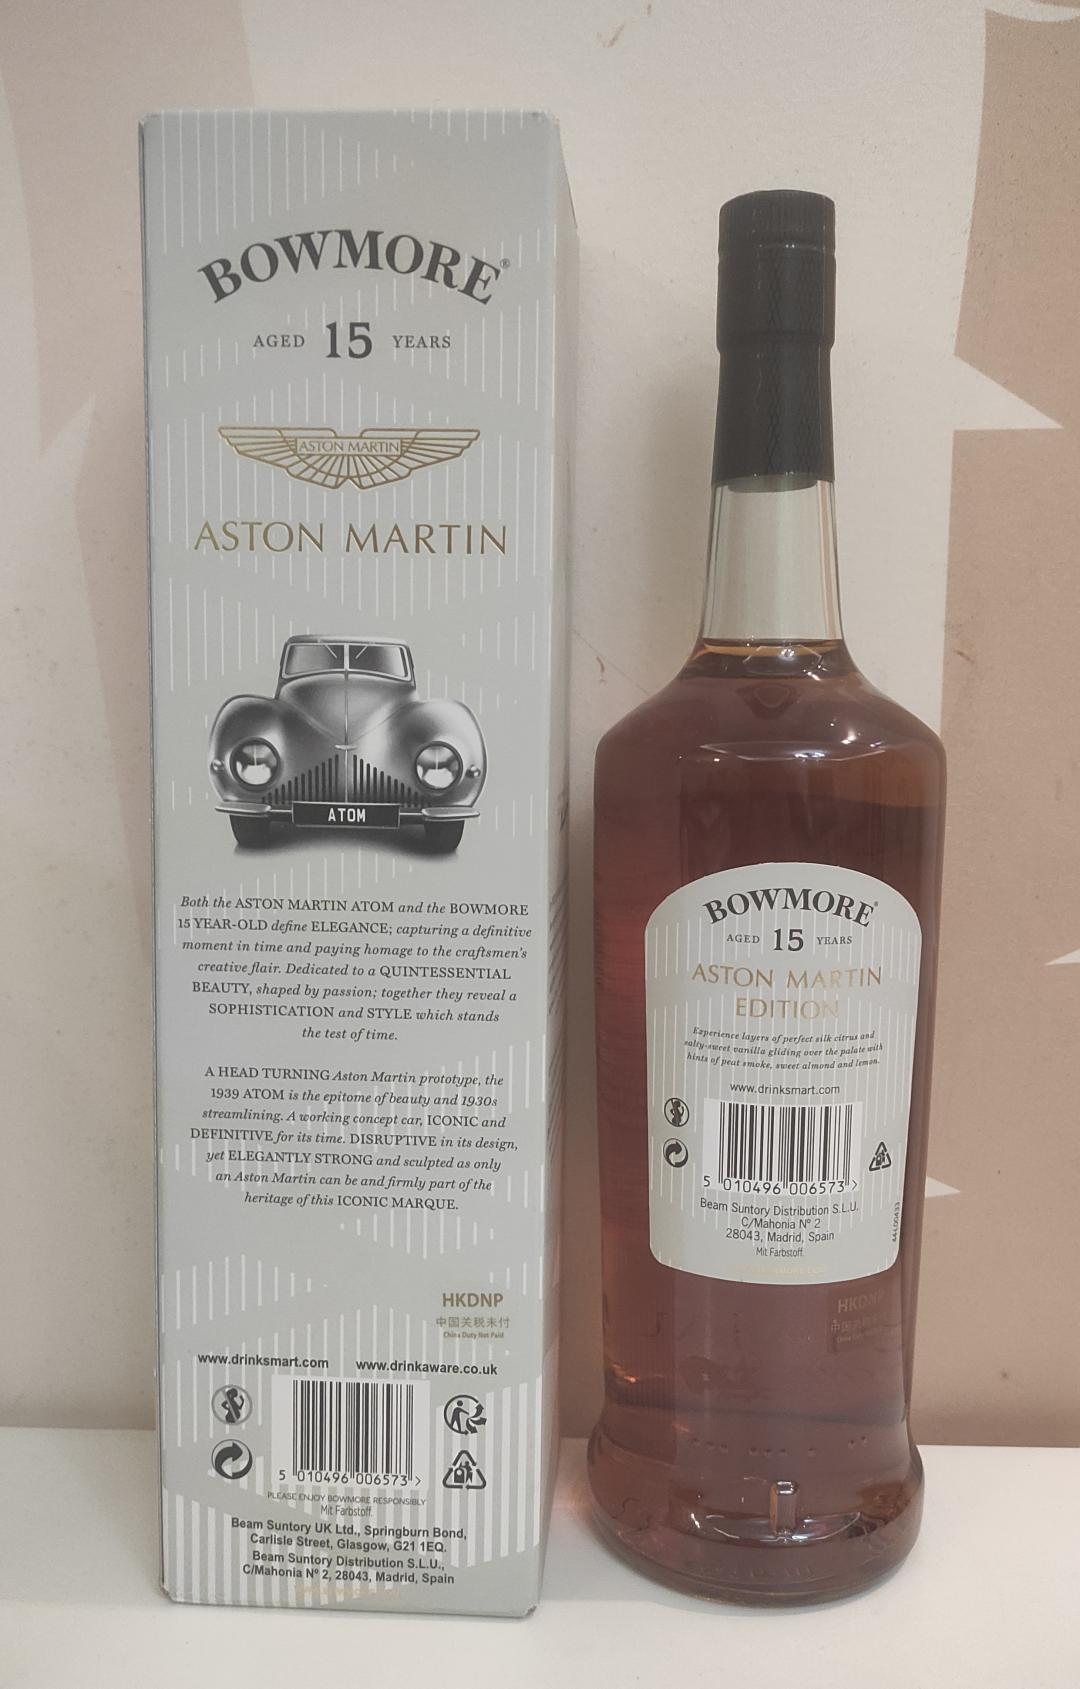 BOWMORE®
AGED 15 YEARS
ASTON MARTIN
ASTON MARTIN
ATOM
Both the ASTON MARTIN ATOM and the BOWMORE
15 YEAR-OLD define ELEGANCE; capturing a definitive
moment in time and paying homage to the craftsmen's
creative flair. Dedicated to a QUINTESSENTIAL
BEAUTY, shaped by passion; together they reveal a
SOPHISTICATION and STYLE which stands
the test of time.
A HEAD TURNING Aston Martin prototype, the
1939 ATOM is the epitome of beauty and 1930s
streamlining. A working concept car, ICONIC and
DEFINITIVE for its time. DISRUPTIVE in its design,
yet ELEGANTLY STRONG and sculpted as only
an Aston Martin can be and firmly part of the
heritage of this ICONIC MARQUE.
HKDNP
中国关税未付
China Duty Not Paid
www.drinksmart.com www.drinkaware.co.uk
5 010496 006573 >
PLEASE ENJOY BOWMORE RESPONSIBLY
Mit Farbstoff.
Beam Suntory UK Ltd., Springburn Bond,
Carlisle Street, Glasgow, G21 1EQ.
Beam Suntory Distribution S.L.U.,
C/Mahonia Nº 2, 28043, Madrid, Spain
BOWMORE®
AGED 15 YEARS
ASTON MARTIN
EDITION
Experience layers of perfect silk citrus and
salty-sweet vanilla gliding over the palate with
hints of peat smoke, sweet almond and lemon.
www.drinksmart.com
5 010496 006573 >
Beam Suntory Distribution S.L.U.
C/Mahonia Nº 2
28043, Madrid, Spain
Mit Farbstoff.
HKDNP